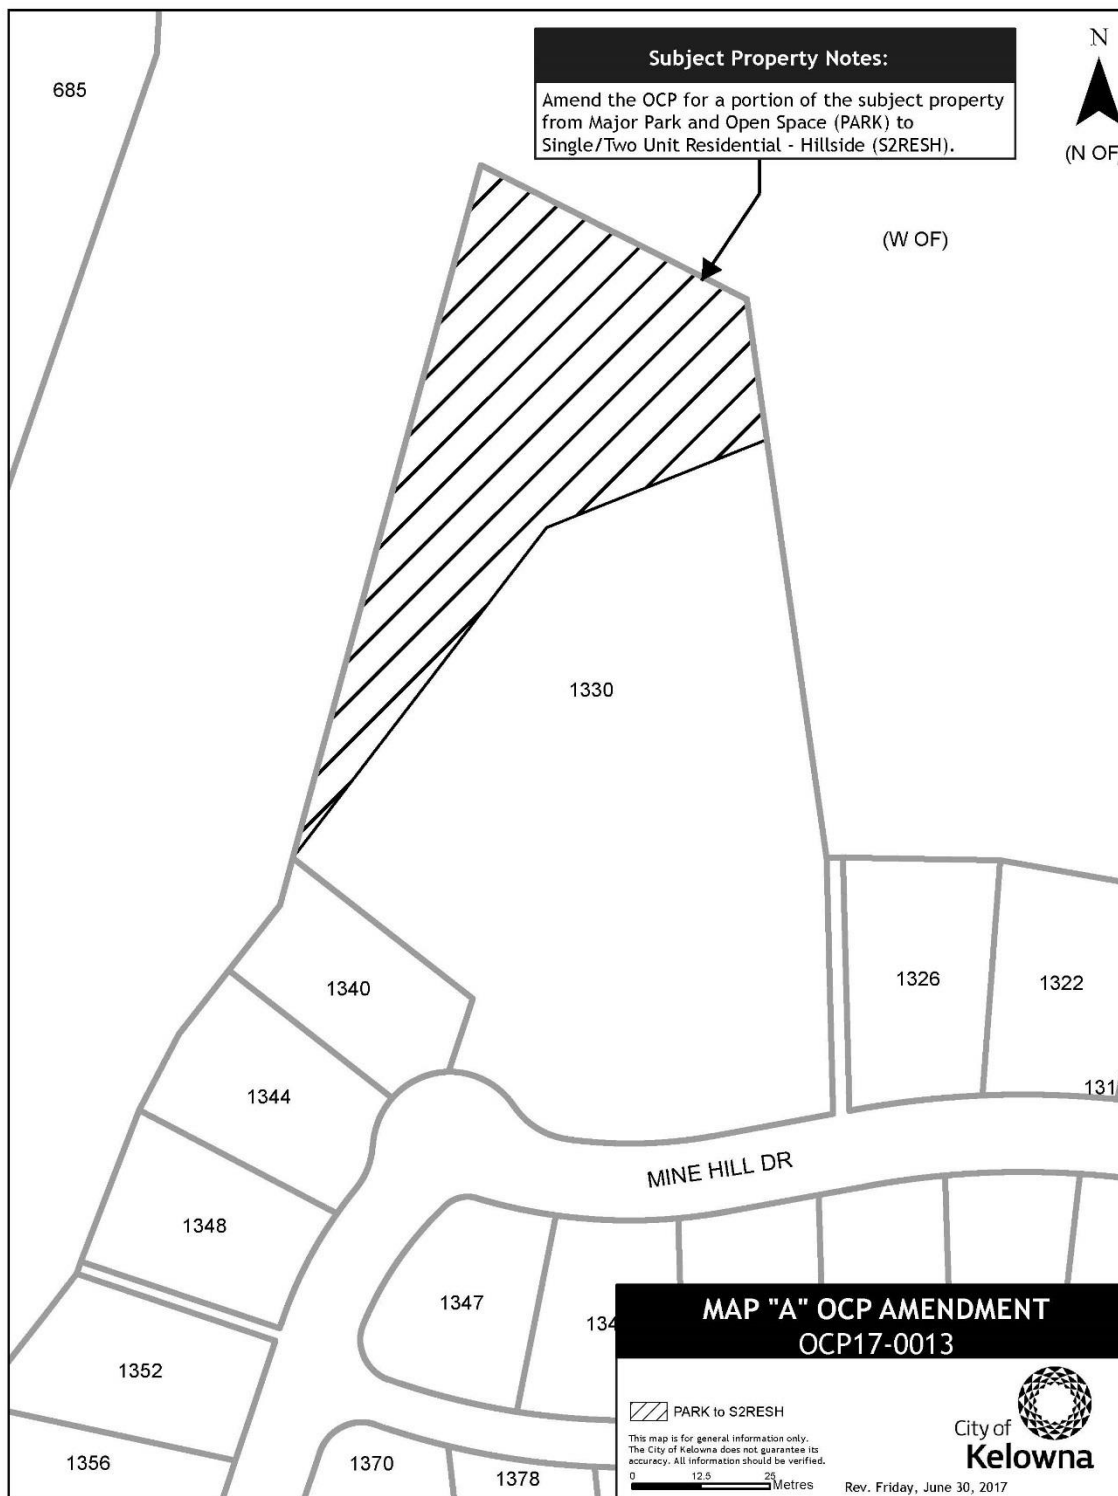 N
(N OF
Subject Property Notes:
Amend the OCP for a portion of the subject property
from Major Park and Open Space (PARK) to
Single/Two Unit Residential - Hillside (S2RESH).
685
(W OF)
1330
1326
1322
1340
1344
MINE HILL DR
1348
1347
1352
1356
1370
1378
MAP "A" OCP AMENDMENT
OCP17-0013
PARK to S2RESH
This map is for general information only.
The City of Kelowna does not guarantee its
accuracy. All information should be verified.
0 12.5 25 Metres
City of
Kelowna
Rev. Friday, June 30, 2017